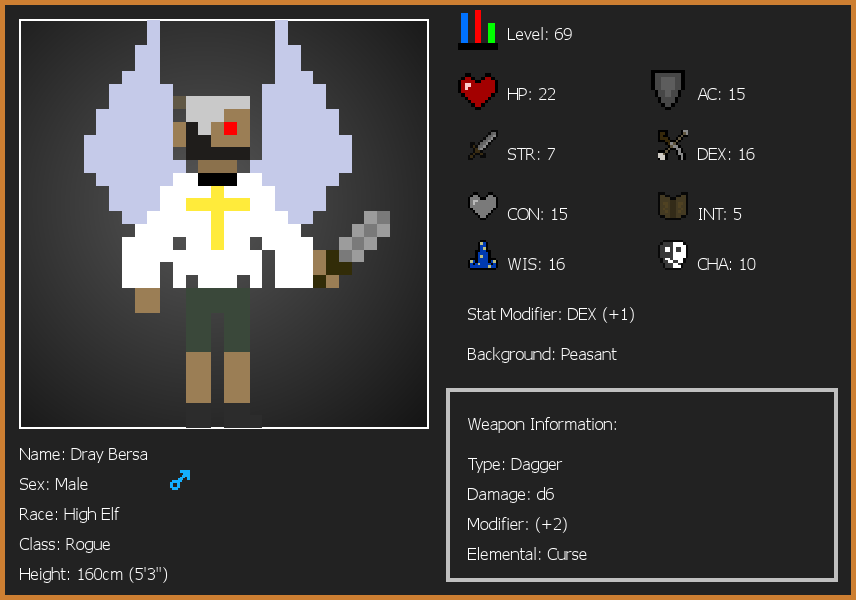 Level: 69
HP: 22
AC: 15
STR: 7
DEX: 16
CON: 15
INT: 5
WIS: 16
CHA: 10
Stat Modifier: DEX (+1)
Background: Peasant
Weapon Information:
Type: Dagger
Damage: d6
Modifier: (+2)
Elemental: Curse
Name: Dray Bersa
Sex: Male
Race: High Elf
Class: Rogue
Height: 160cm (5'3")